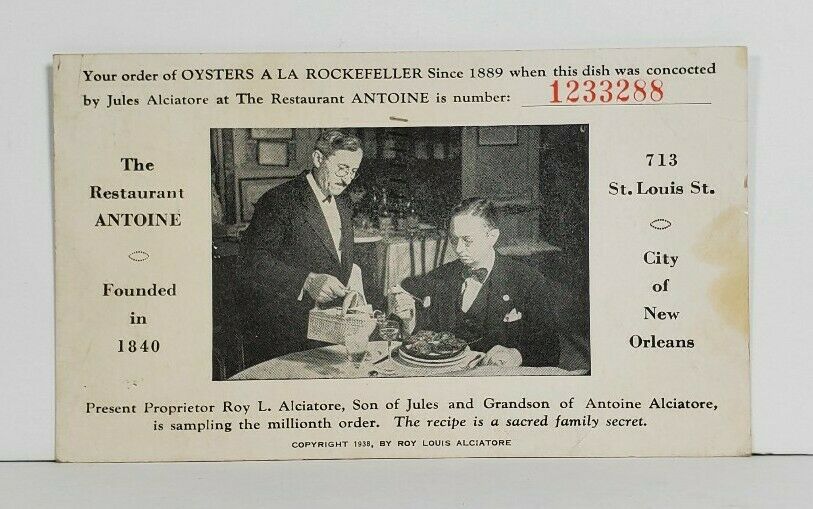 Your order of OYSTERS A LA ROCKEFELLER Since 1889 when this dish was concocted
by Jules Alciatore at The Restaurant ANTOINE is number: 1233288
The
Restaurant
ANTOINE
Founded
in
1840
713
St. Louis St.
City
of
New
Orleans
Present Proprietor Roy L. Alciatore, Son of Jules and Grandson of Antoine Alciatore,
is sampling the millionth order. The recipe is a sacred family secret.
COPYRIGHT 1938, BY ROY LOUIS ALCIATORE